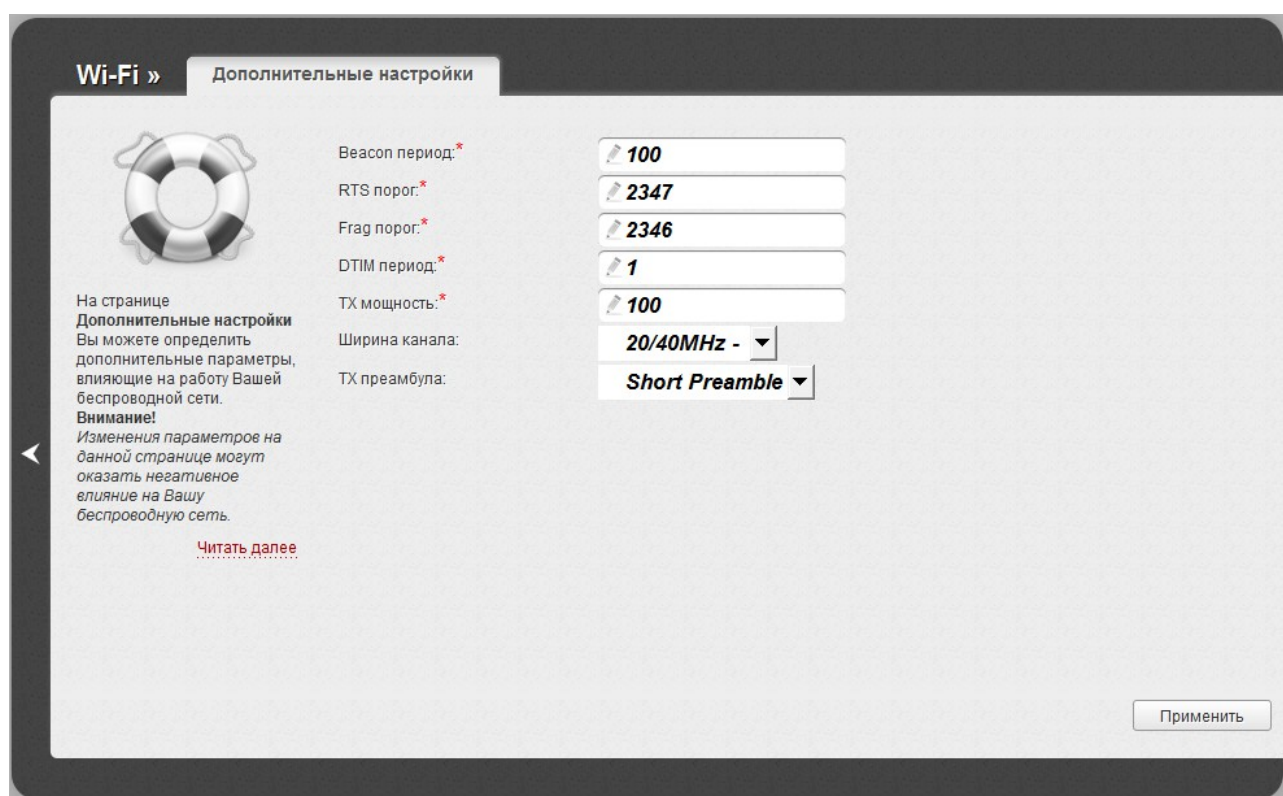 Wi-Fi »
Дополнительные настройки
На странице
Дополнительные настройки
Вы можете определить
дополнительные параметры,
влияющие на работу Вашей
беспроводной сети.
Внимание!
Изменения параметров на
данной странице могут
оказать негативное
влияние на Вашу
беспроводную сеть.
Читать далее
Beacon период:* 100
RTS порог:* 2347
Frag порог:* 2346
DTIM период:* 1
TX мощность:* 100
Ширина канала: 20/40MHz -
TX преамбула: Short Preamble
Применить